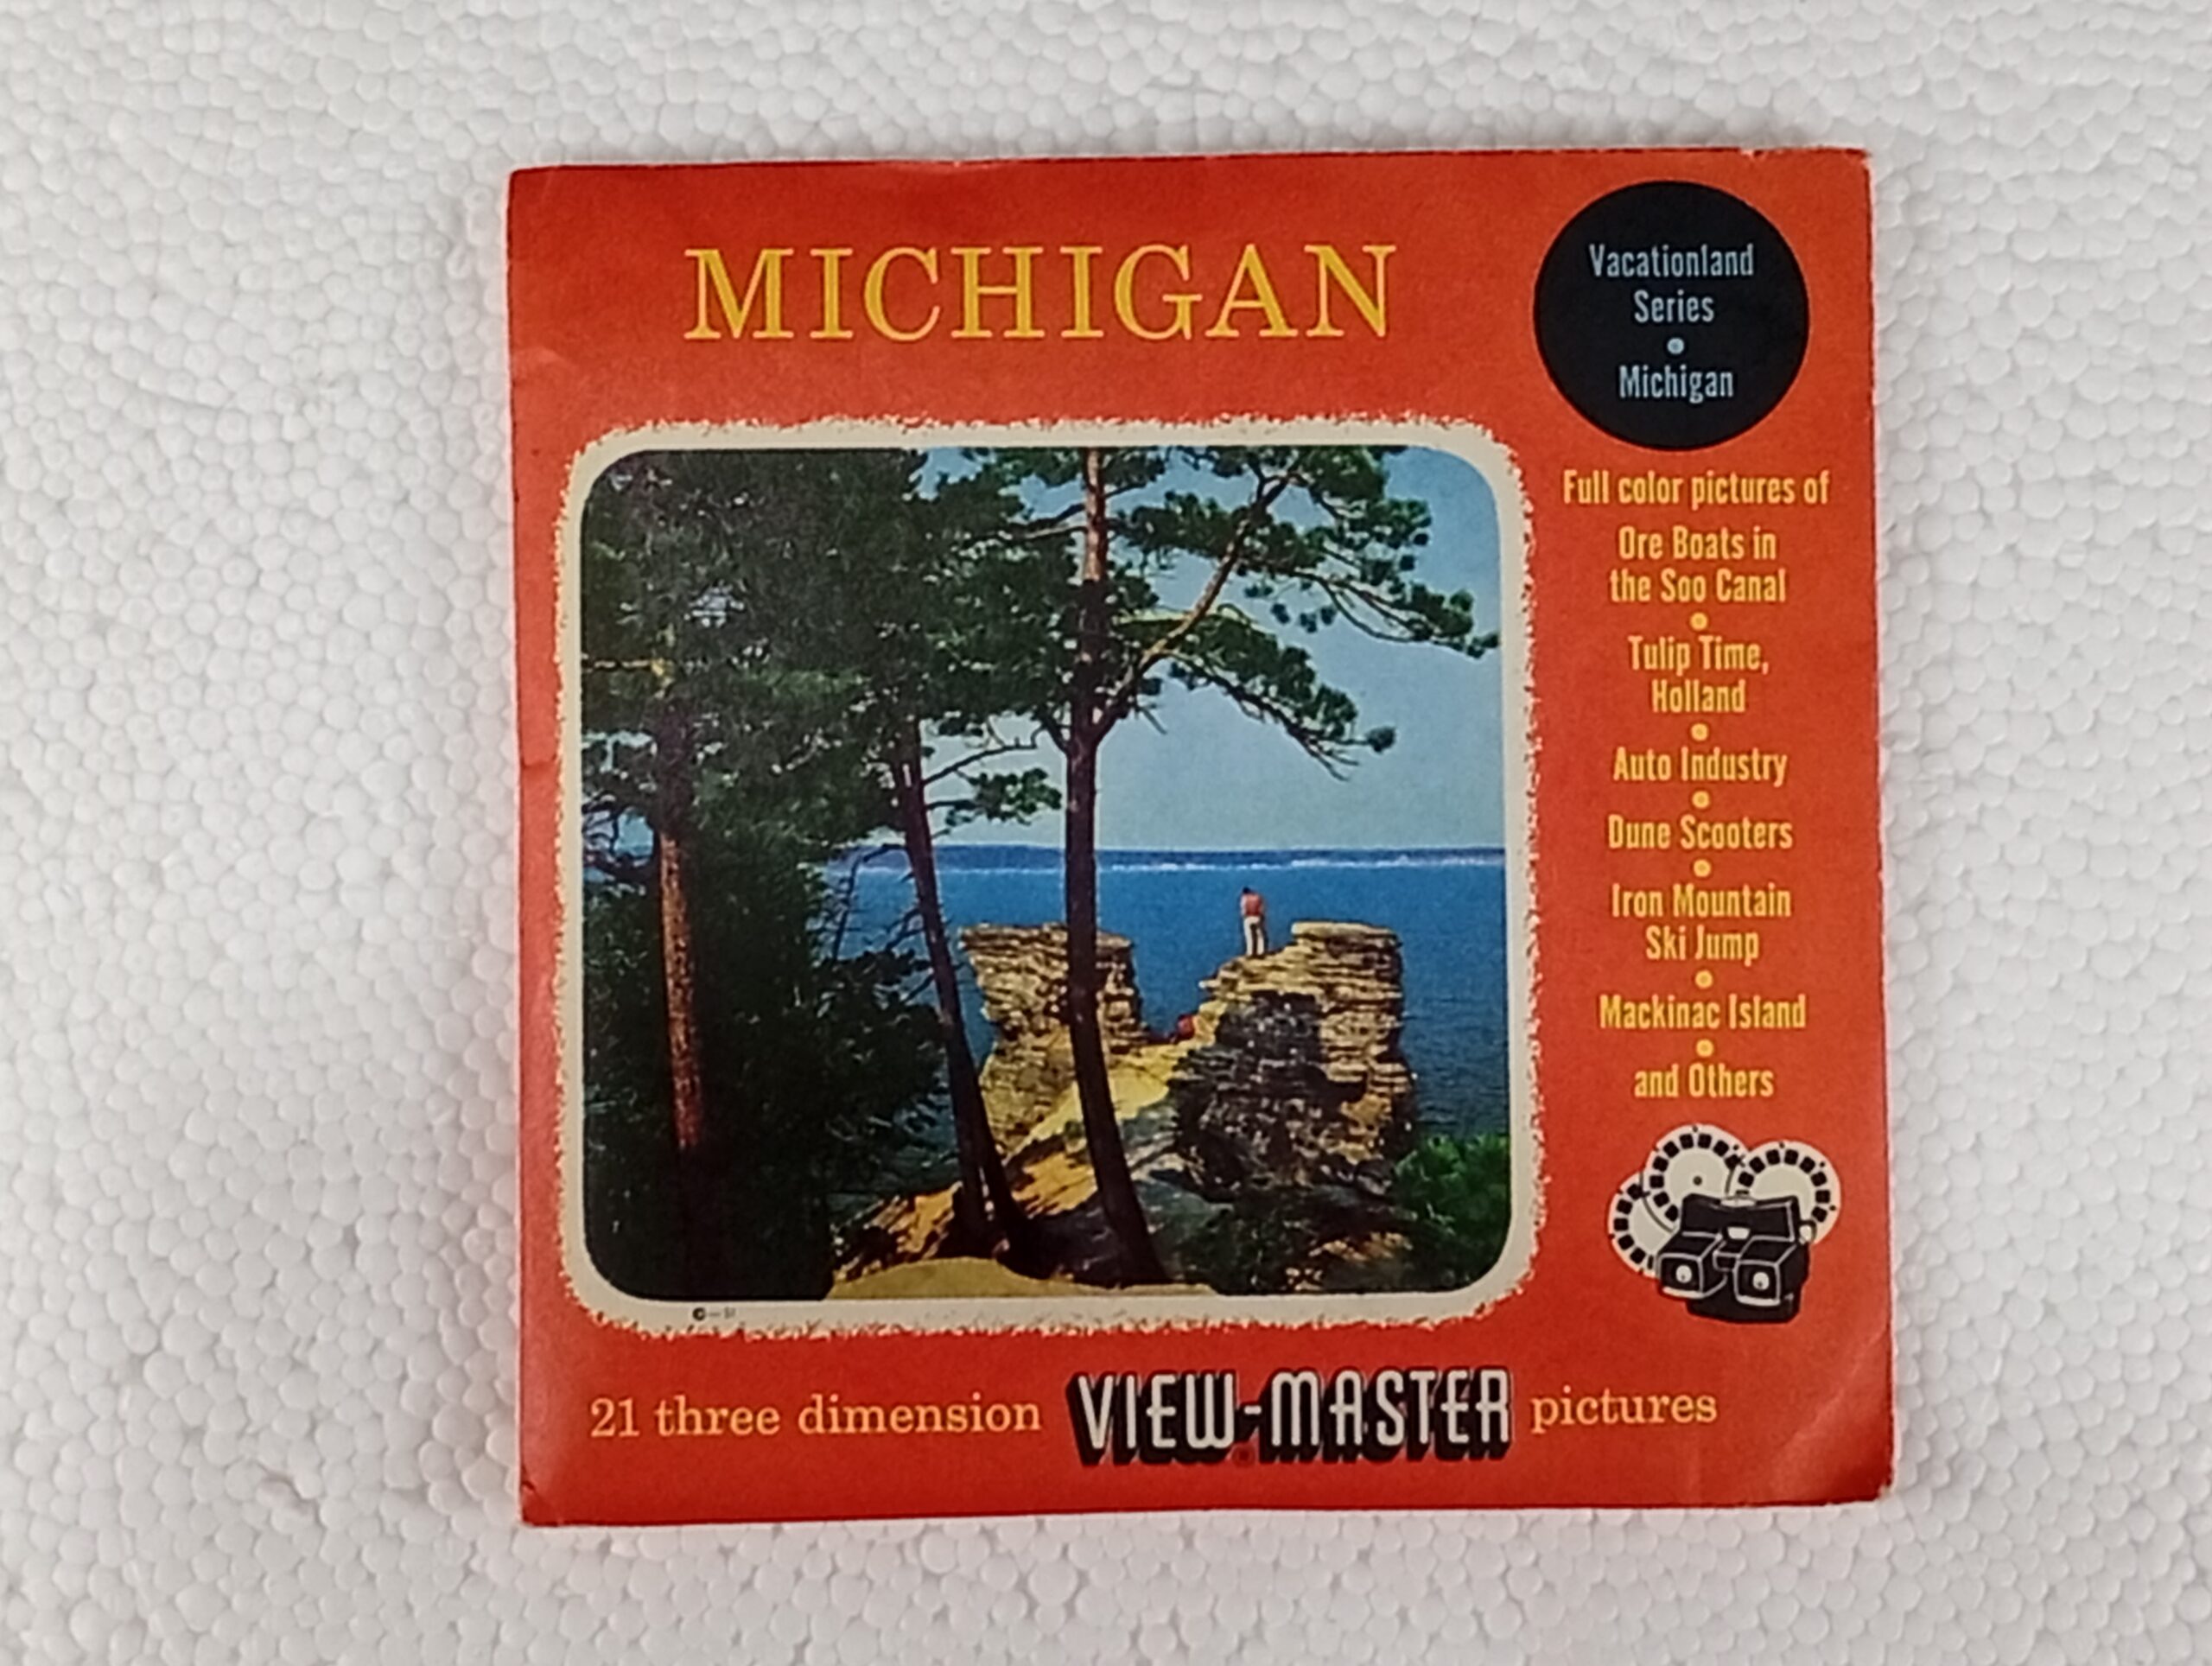 MICHIGAN
Vacationland
Series
•
Michigan
Full color pictures of
Ore Boats in
the Soo Canal
•
Tulip Time,
Holland
•
Auto Industry
•
Dune Scooters
•
Iron Mountain
Ski Jump
•
Mackinac Island
•
and Others
21 three dimension VIEW-MASTER pictures